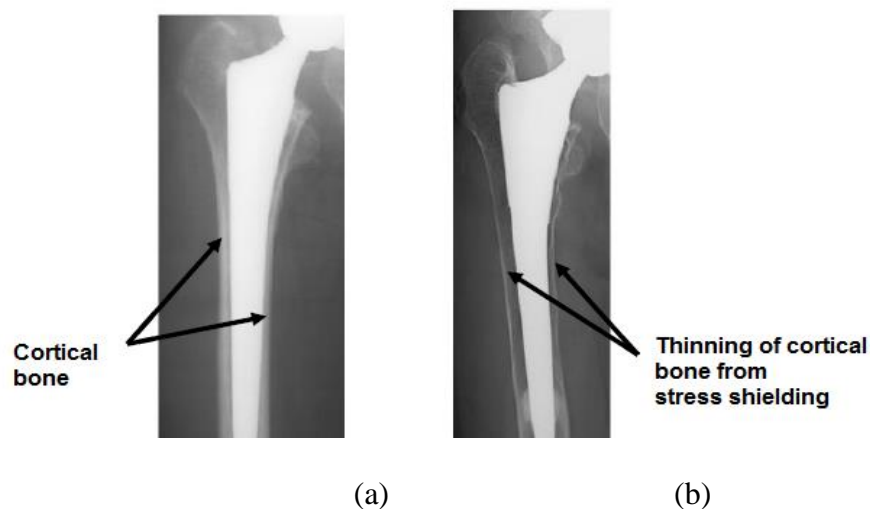 Cortical
bone
Thinning of cortical
bone from
stress shielding
(a)
(b)